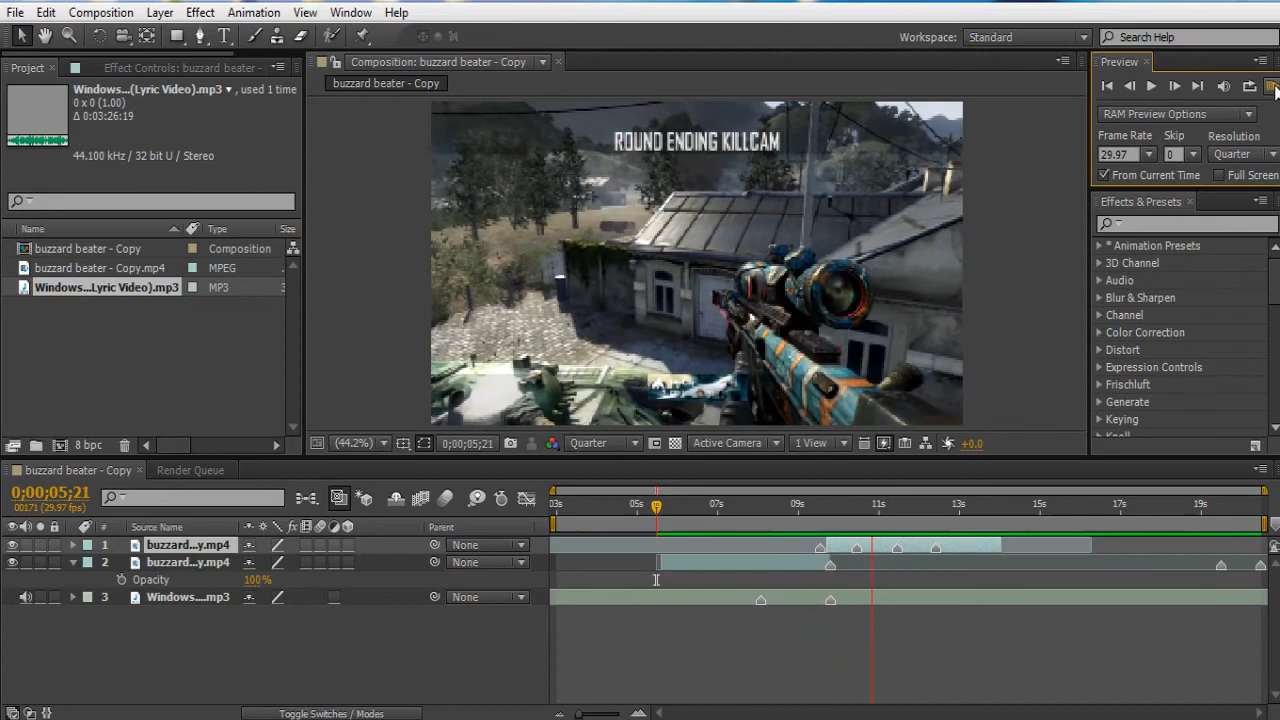 File Edit Composition Layer Effect Animation View Window Help
Workspace: Standard Search Help
Project Effect Controls: buzzard beater - Composition: buzzard beater - Copy Preview
Windows...(Lyric Video).mp3 , used 1 time
0 x 0 (1.00)
Δ 0:03:26:19
44.100 kHz / 32 bit U / Stereo
buzzard beater - Copy
ROUND ENDING KILLCAM
RAM Preview Options
Frame Rate Skip Resolution
29.97 0 Quarter
From Current Time Full Screen
Effects & Presets
* Animation Presets
3D Channel
Audio
Blur & Sharpen
Channel
Color Correction
Distort
Expression Controls
Frischluft
Generate
Keying
Name Type Size
buzzard beater - Copy Composition
buzzard beater - Copy.mp4 MPEG
Windows...Lyric Video).mp3 MP3
8 bpc
(44.2%) 0;00;05;21 Quarter Active Camera 1 View +0.0
buzzard beater - Copy Render Queue
0;00;05;21
00171 (29.97 fps)
03s 05s 07s 09s 11s 13s 15s 17s 19s
# Source Name Parent
1 buzzard...y.mp4 None
2 buzzard...y.mp4 None
Opacity 100%
3 Windows....mp3 None
Toggle Switches / Modes